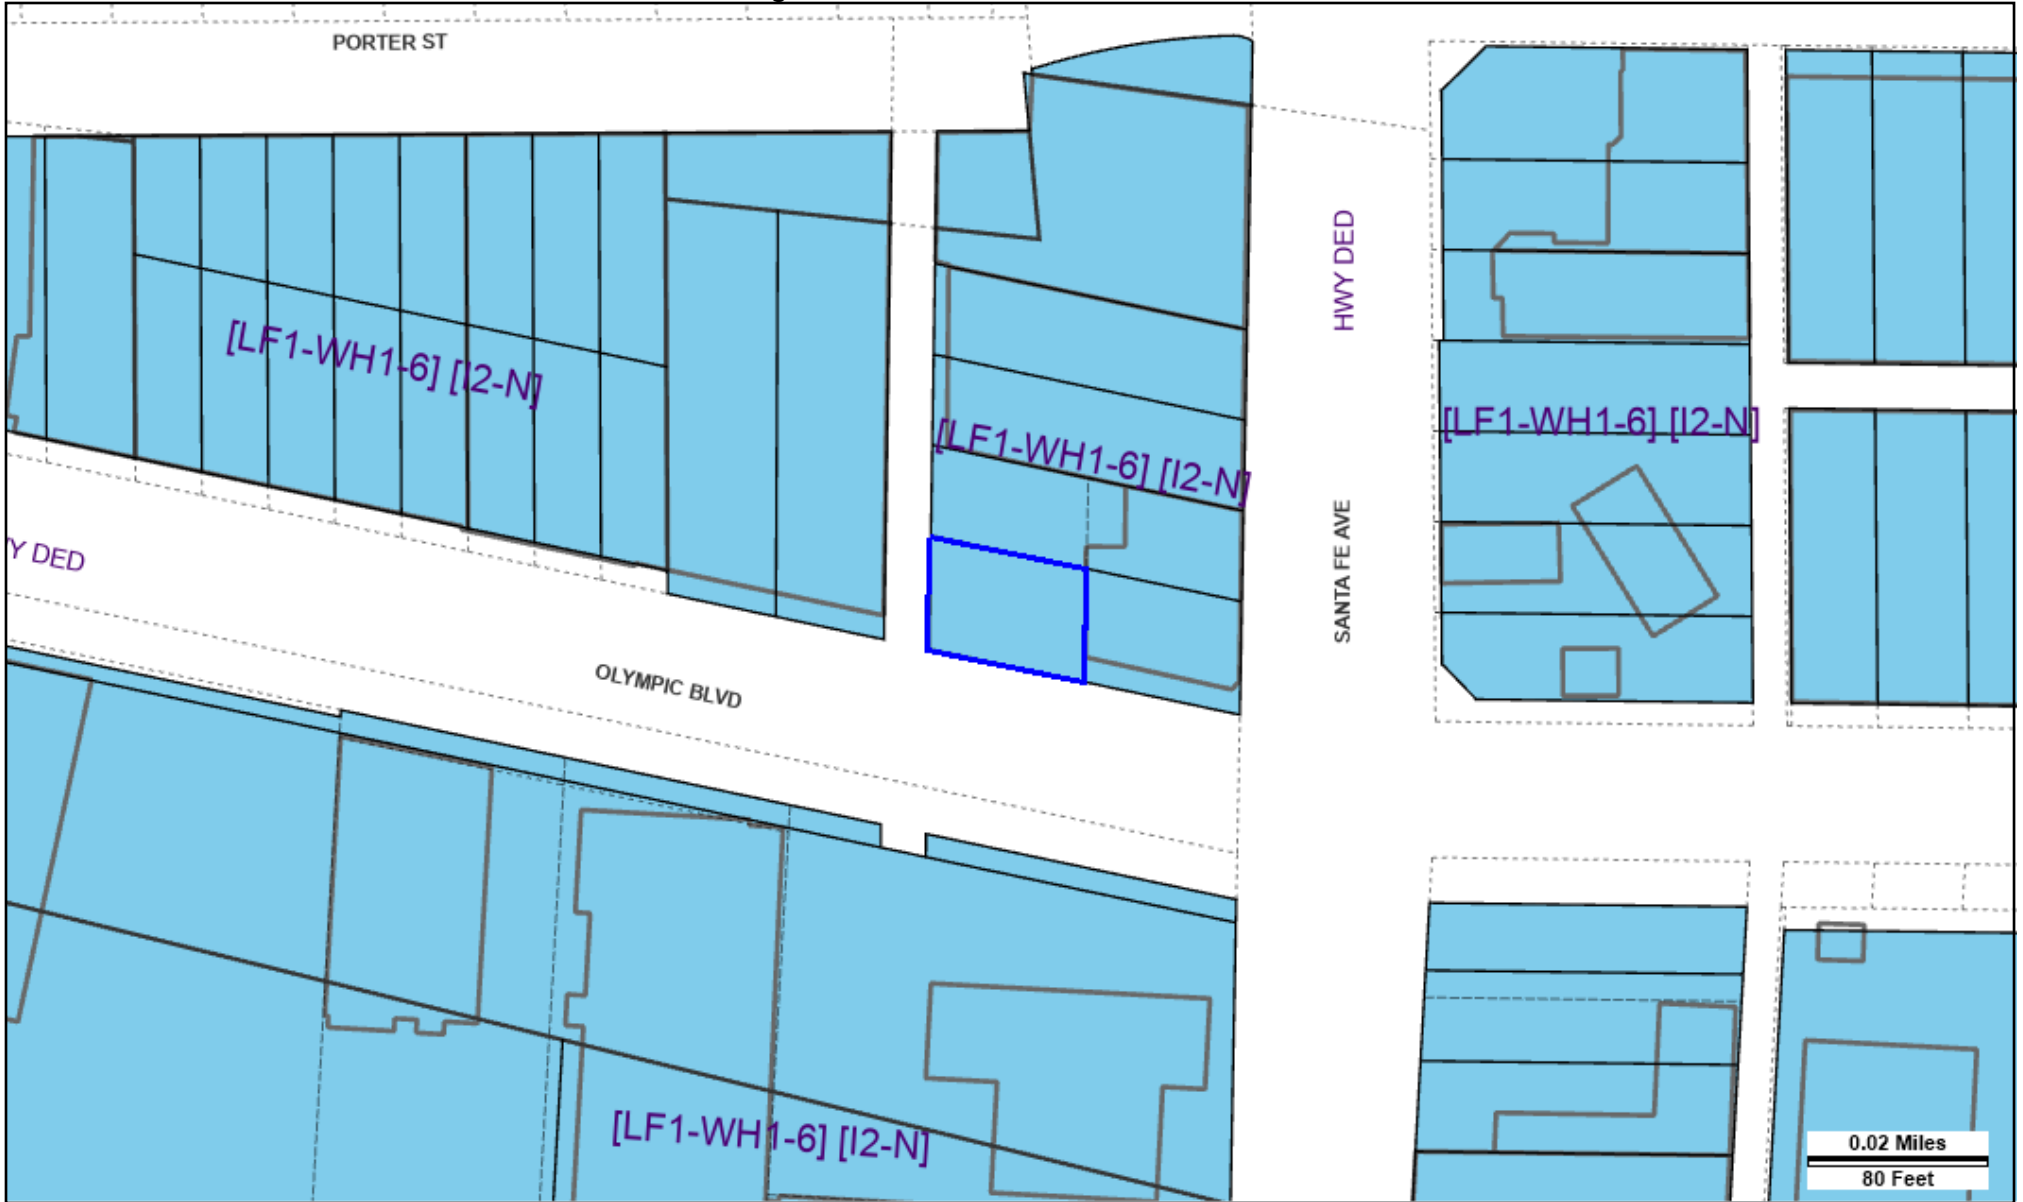 PORTER ST
HWY DED
[LF1-WH1-6] [I2-N]
[LF1-WH1-6] [I2-N]
[LF1-WH1-6] [I2-N]
Y DED
SANTA FE AVE
OLYMPIC BLVD
[LF1-WH1-6] [I2-N]
0.02 Miles
80 Feet